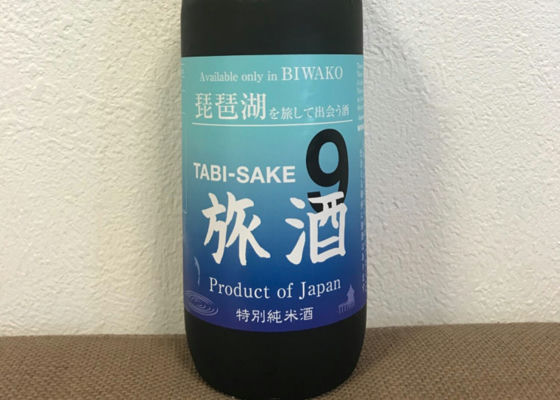 Available only in BIWAKO
琵琶湖を旅して出会う酒
9
TABI-SAKE
旅酒
Product of Japan
特別純米酒